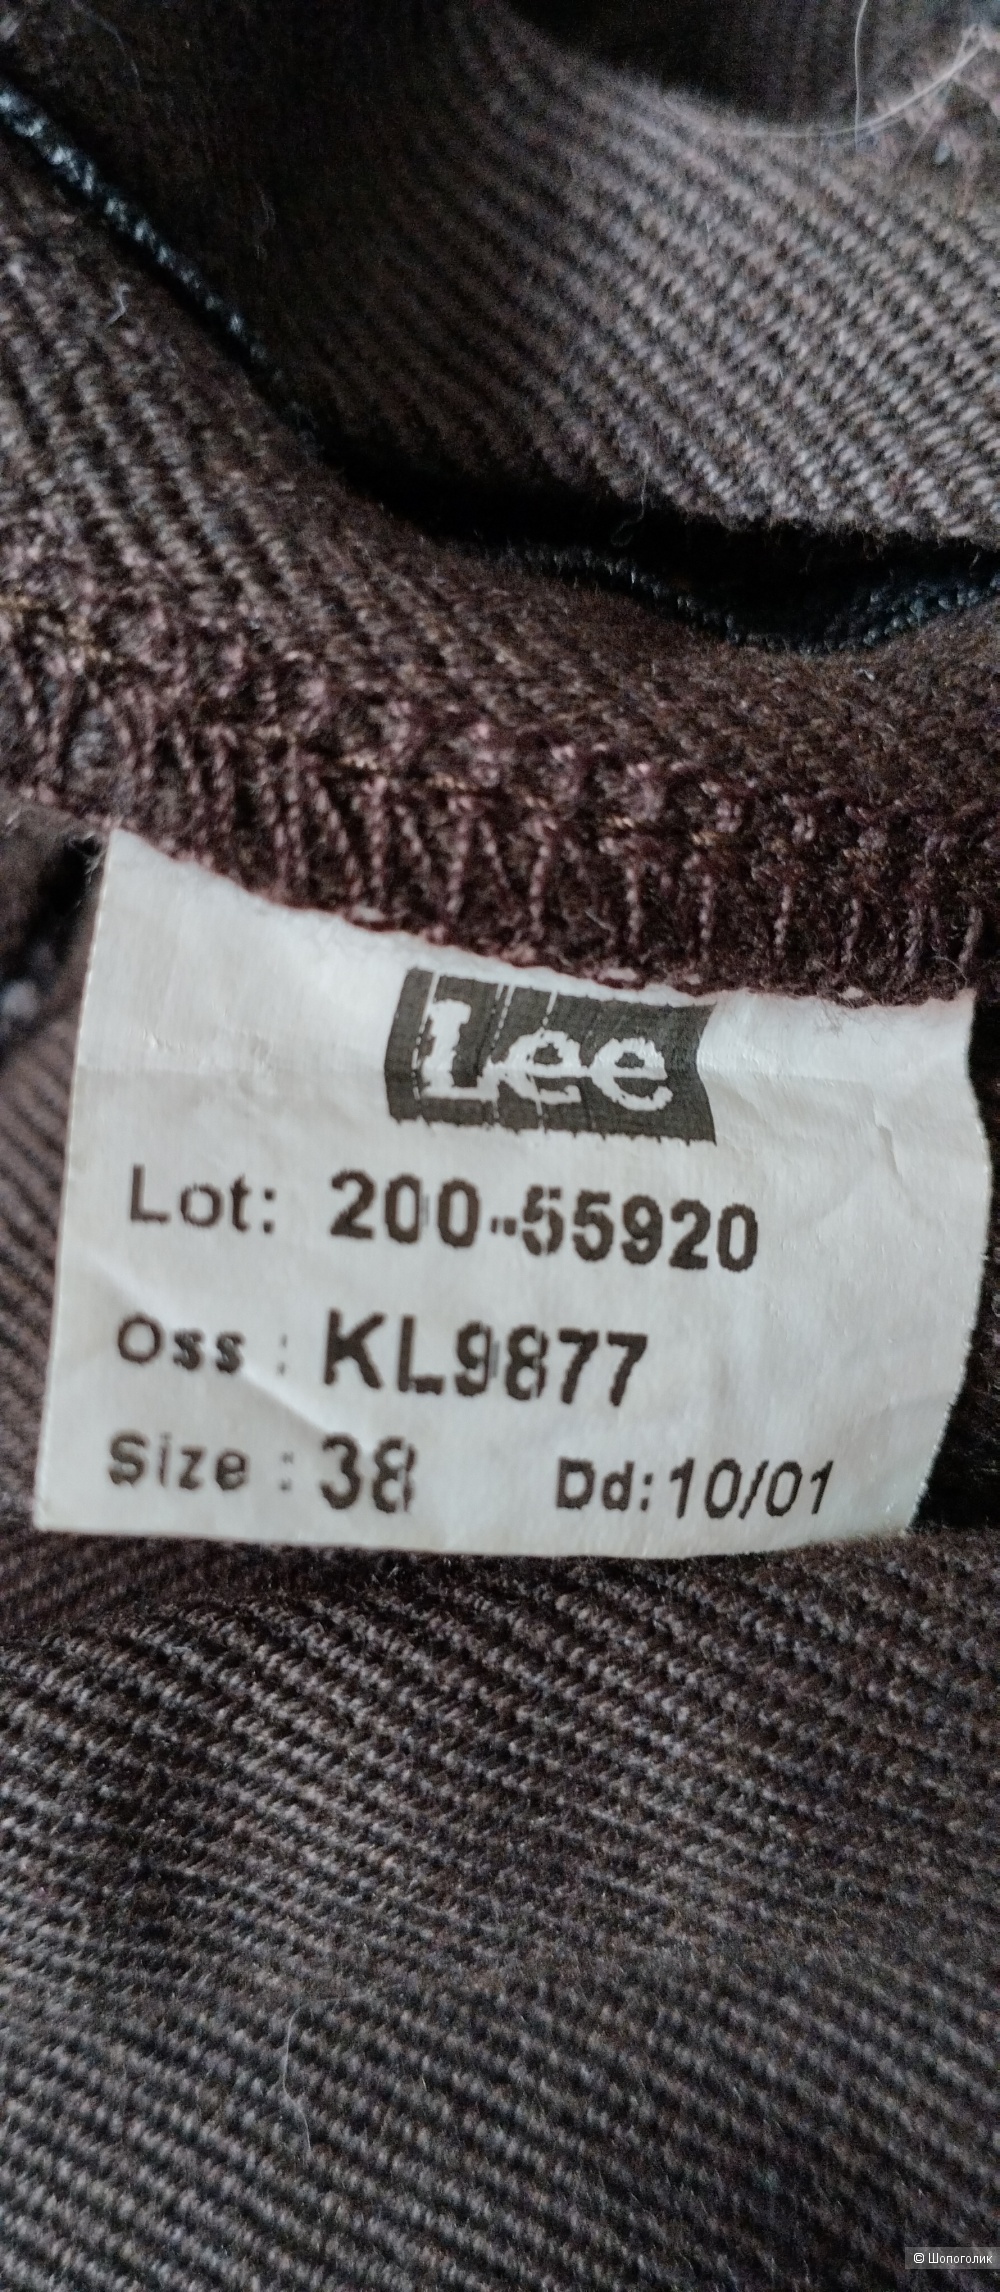 Lee
Lot: 200-55920
Oss : KL9877
Size : 38 Dd: 10/01
© Шопоголик